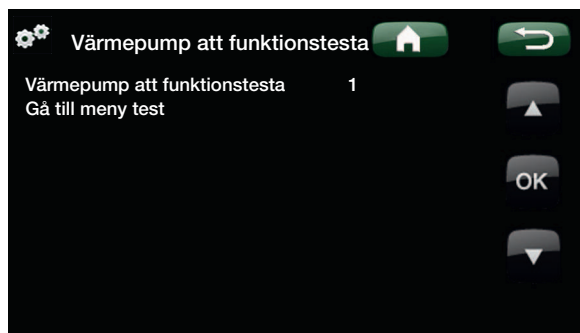 Värmepump att funktionstesta
Värmepump att funktionstesta 1
Gå till meny test
OK